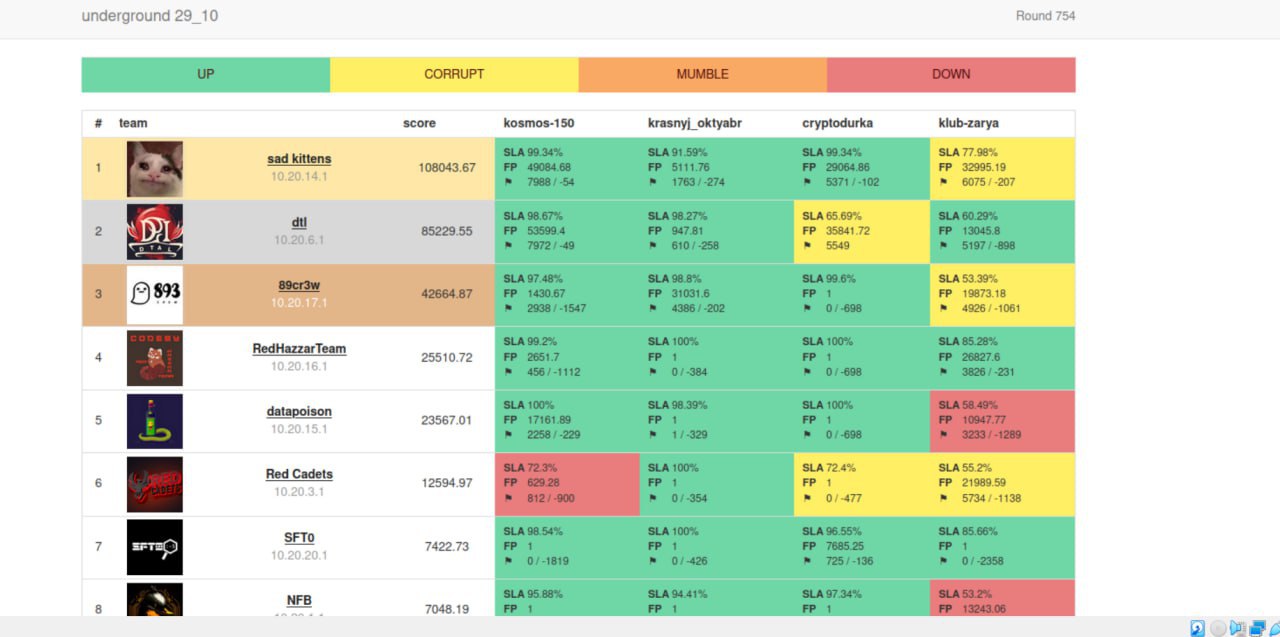 underground 29_10 Round 754
UP CORRUPT MUMBLE DOWN
# team score kosmos-150 krasnyj_oktyabr cryptodurka klub-zarya
SLA 99.34% SLA 91.59% SLA 99.34% SLA 77.98%
1 sad kittens 108043.67 FP 49084.68 FP 5111.76 FP 29064.86 FP 32995.19
10.20.14.1 7988 / -54 1763 / -274 5371 / -102 6075 / -207
SLA 98.67% SLA 98.27% SLA 65.69% SLA 60.29%
2 DTL DTAL dtl 85229.55 FP 53599.4 FP 947.81 FP 35841.72 FP 13045.8
10.20.6.1 7972 / -49 610 / -258 5549 5197 / -898
SLA 97.48% SLA 98.8% SLA 99.6% SLA 53.39%
3 893 CREW 89cr3w 42664.87 FP 1430.67 FP 31031.6 FP 1 FP 19873.18
10.20.17.1 2938 / -1547 4386 / -202 0 / -698 4926 / -1061
CODEBY SLA 99.2% SLA 100% SLA 100% SLA 85.28%
4 RedHazzarTeam 25510.72 FP 2651.7 FP 1 FP 1 FP 26827.6
10.20.16.1 456 / -1112 0 / -384 0 / -698 3826 / -231
SLA 100% SLA 98.39% SLA 100% SLA 58.49%
5 datapoison 23567.01 FP 17161.89 FP 1 FP 1 FP 10947.77
10.20.15.1 2258 / -229 1 / -329 0 / -698 3233 / -1289
SLA 72.3% SLA 100% SLA 72.4% SLA 55.2%
6 RED CADETS Red Cadets 12594.97 FP 629.28 FP 1 FP 1 FP 21989.59
10.20.3.1 812 / -900 0 / -354 0 / -477 5734 / -1138
SLA 98.54% SLA 100% SLA 96.55% SLA 85.66%
7 SFT0 SFT0 7422.73 FP 1 FP 1 FP 7685.25 FP 1
10.20.20.1 0 / -1819 0 / -426 725 / -136 0 / -2358
SLA 95.88% SLA 94.41% SLA 97.34% SLA 53.2%
8 NFB 7048.19 FP 1 FP 1 FP 1 FP 13243.06